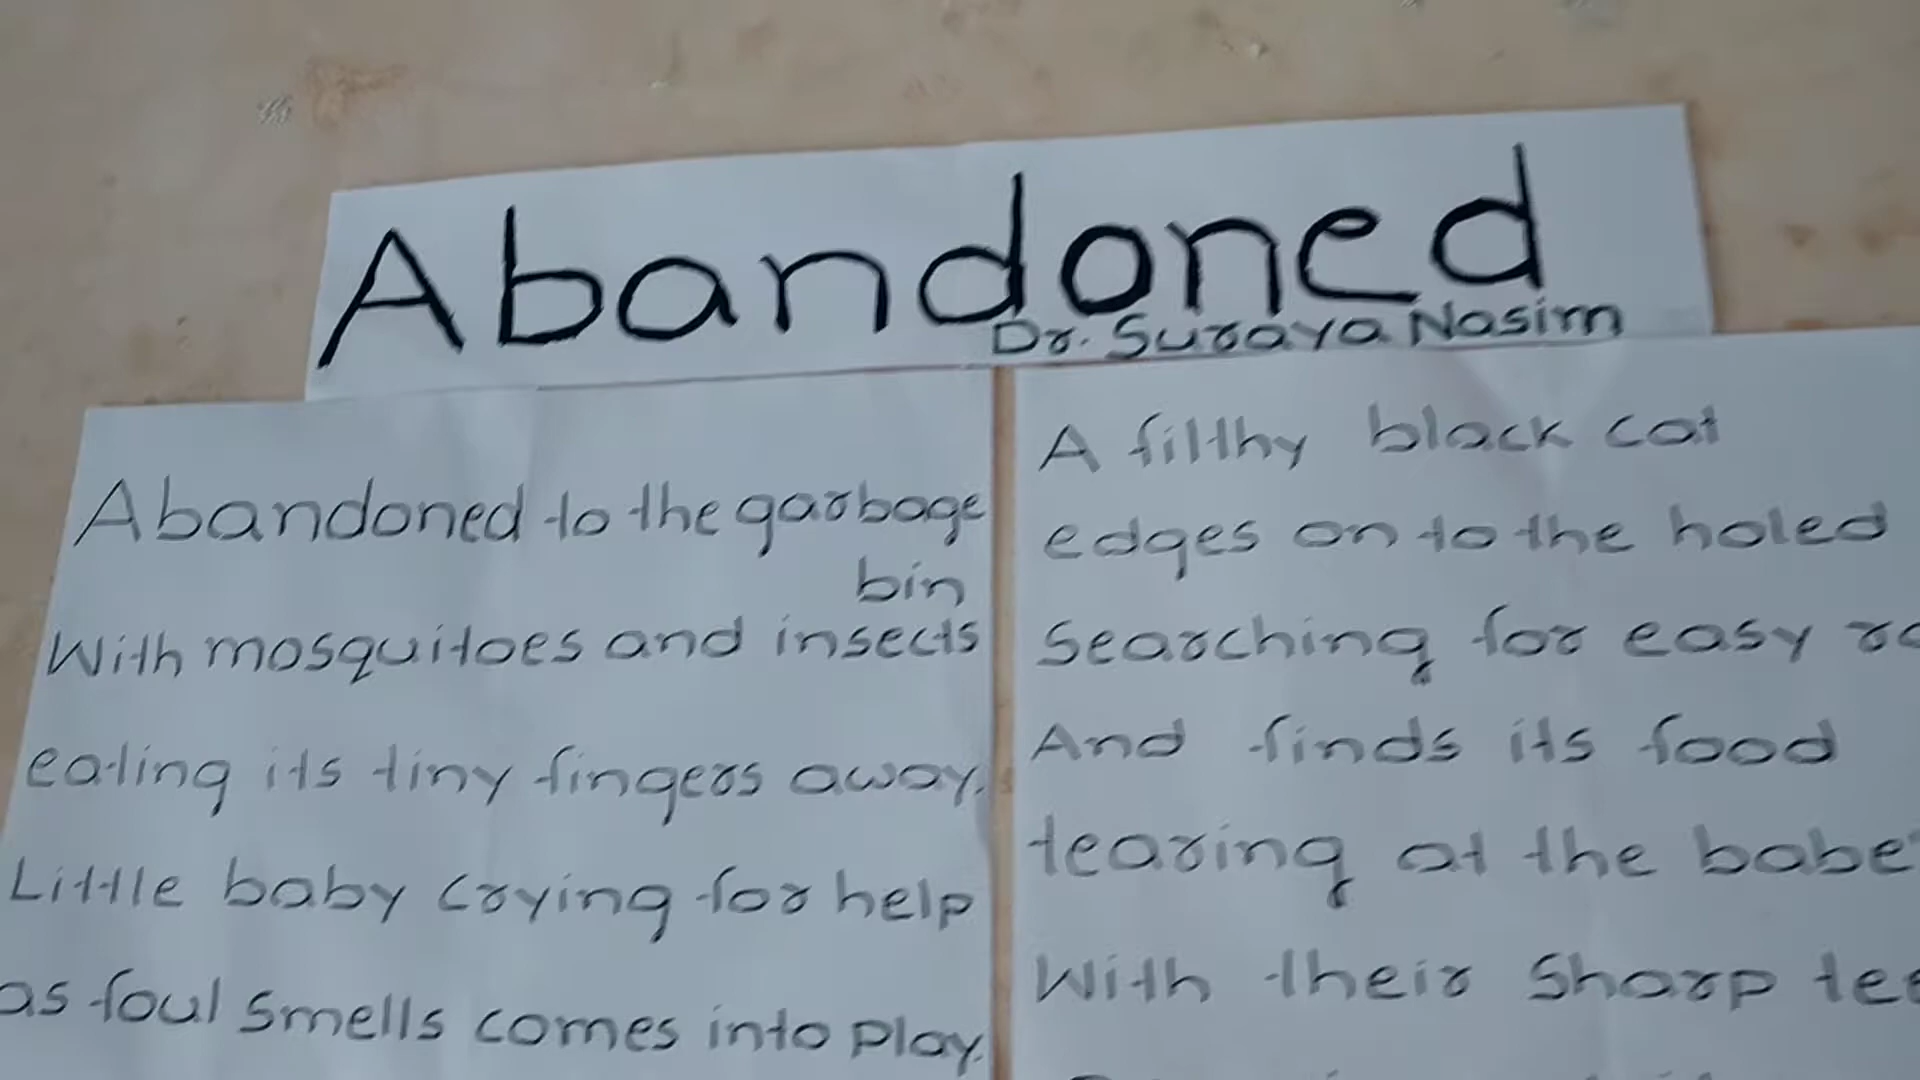 Abandoned
Dr. Suraya Nasim
Abandoned to the garbage
bin
With mosquitoes and insects
eating its tiny fingers away.
Little baby crying for help
as foul smells comes into play.
A filthy black cat
edges on to the holed
Searching for easy
And finds its food
tearing at the babe
With their sharp